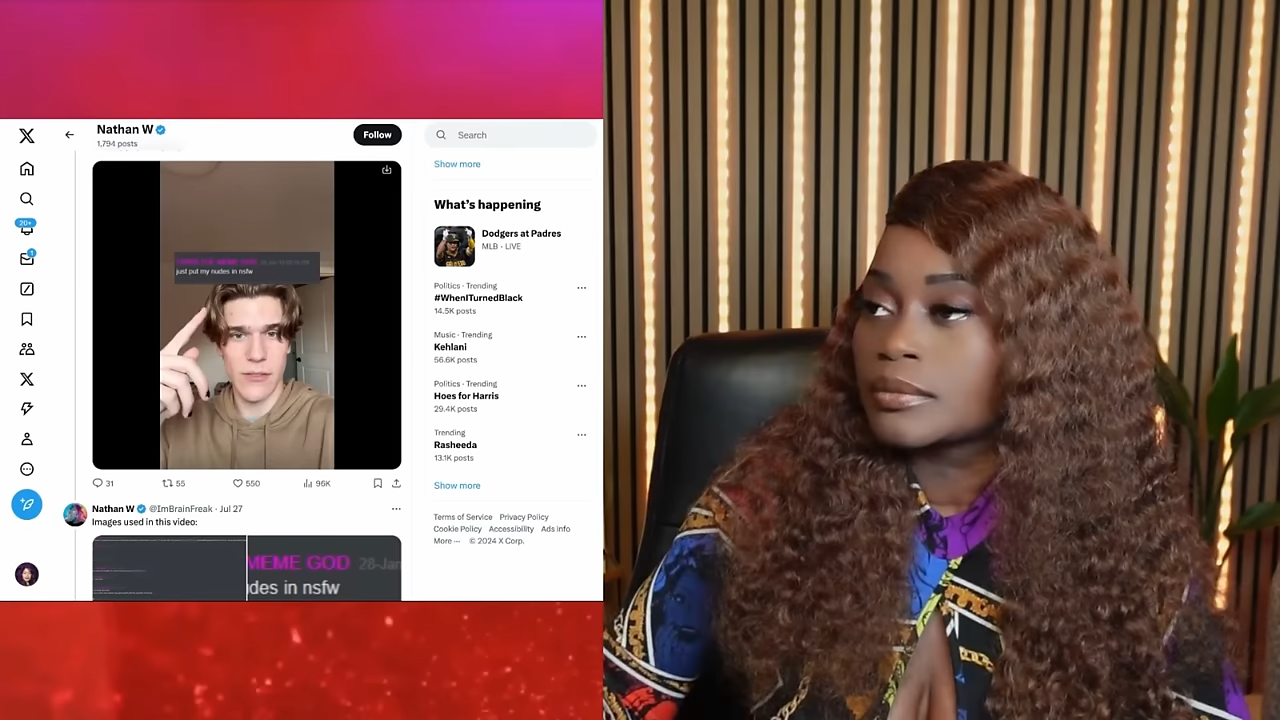 Nathan W
1,794 posts
Follow
just put my nudes in nsfw
31
55
550
96K
Nathan W @ImBrainFreak · Jul 27
Images used in this video:
MEME GOD 28-Jan
des in nsfw
20+
1
Search
Show more
What's happening
Dodgers at Padres
MLB · LIVE
Politics · Trending
#WhenITurnedBlack
14.5K posts
Music · Trending
Kehlani
56.6K posts
Politics · Trending
Hoes for Harris
29.4K posts
Trending
Rasheeda
13.1K posts
Show more
Terms of Service Privacy Policy
Cookie Policy Accessibility Ads info
More ··· © 2024 X Corp.